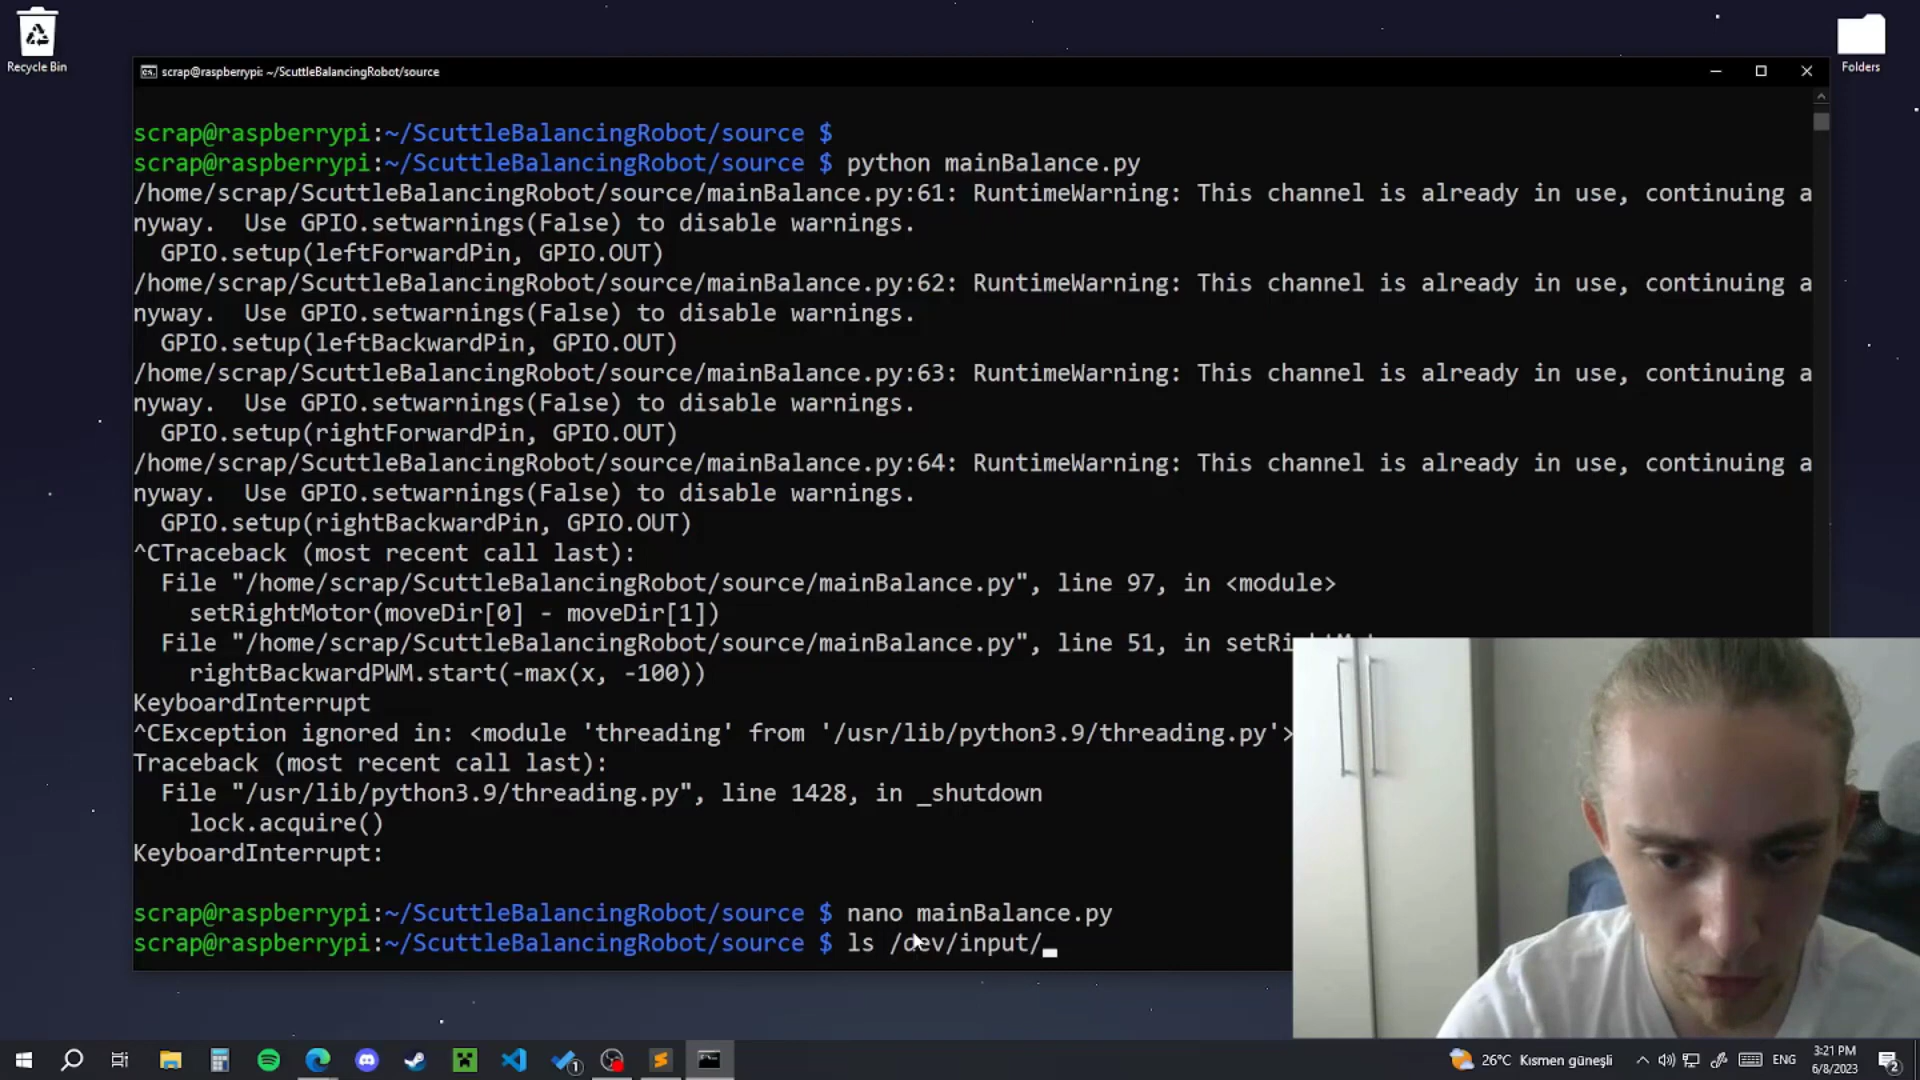 Recycle Bin
Folders
scrap@raspberrypi: ~/ScuttleBalancingRobot/source
scrap@raspberrypi:~/ScuttleBalancingRobot/source $
scrap@raspberrypi:~/ScuttleBalancingRobot/source $ python mainBalance.py
/home/scrap/ScuttleBalancingRobot/source/mainBalance.py:61: RuntimeWarning: This channel is already in use, continuing a
nyway.  Use GPIO.setwarnings(False) to disable warnings.
  GPIO.setup(leftForwardPin, GPIO.OUT)
/home/scrap/ScuttleBalancingRobot/source/mainBalance.py:62: RuntimeWarning: This channel is already in use, continuing a
nyway.  Use GPIO.setwarnings(False) to disable warnings.
  GPIO.setup(leftBackwardPin, GPIO.OUT)
/home/scrap/ScuttleBalancingRobot/source/mainBalance.py:63: RuntimeWarning: This channel is already in use, continuing a
nyway.  Use GPIO.setwarnings(False) to disable warnings.
  GPIO.setup(rightForwardPin, GPIO.OUT)
/home/scrap/ScuttleBalancingRobot/source/mainBalance.py:64: RuntimeWarning: This channel is already in use, continuing a
nyway.  Use GPIO.setwarnings(False) to disable warnings.
  GPIO.setup(rightBackwardPin, GPIO.OUT)
^CTraceback (most recent call last):
  File "/home/scrap/ScuttleBalancingRobot/source/mainBalance.py", line 97, in <module>
    setRightMotor(moveDir[0] - moveDir[1])
  File "/home/scrap/ScuttleBalancingRobot/source/mainBalance.py", line 51, in
    rightBackwardPWM.start(-max(x, -100))
KeyboardInterrupt
^CException ignored in: <module 'threading' from '/usr/lib/python3.9/threading.py'>
Traceback (most recent call last):
  File "/usr/lib/python3.9/threading.py", line 1428, in _shutdown
    lock.acquire()
KeyboardInterrupt:
scrap@raspberrypi:~/ScuttleBalancingRobot/source $ nano mainBalance.py
scrap@raspberrypi:~/ScuttleBalancingRobot/source $ ls /dev/input/
26°C Kısmen güneşli
ENG
3:21 PM
6/8/2023
2
1